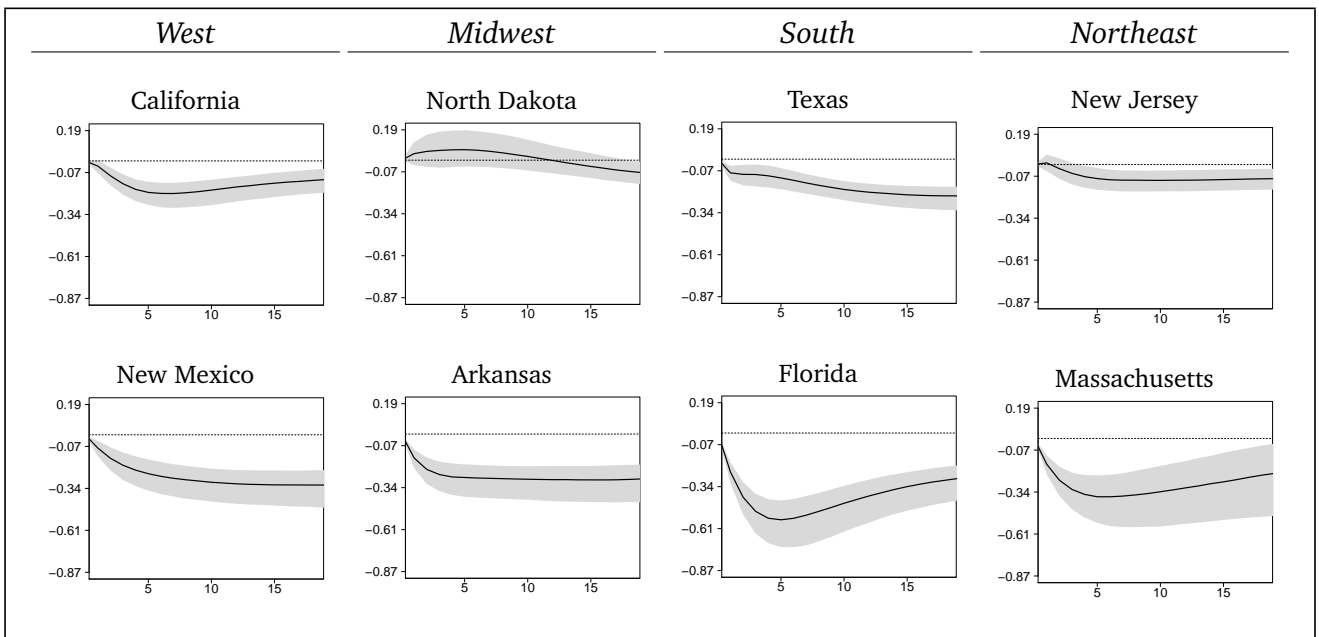 West Midwest South Northeast
California North Dakota Texas New Jersey
0.19 0.19 0.19 0.19
−0.07 −0.07 −0.07 −0.07
−0.34 −0.34 −0.34 −0.34
−0.61 −0.61 −0.61 −0.61
−0.87 −0.87 −0.87 −0.87
5 10 15 5 10 15 5 10 15 5 10 15
New Mexico Arkansas Florida Massachusetts
0.19 0.19 0.19 0.19
−0.07 −0.07 −0.07 −0.07
−0.34 −0.34 −0.34 −0.34
−0.61 −0.61 −0.61 −0.61
−0.87 −0.87 −0.87 −0.87
5 10 15 5 10 15 5 10 15 5 10 15